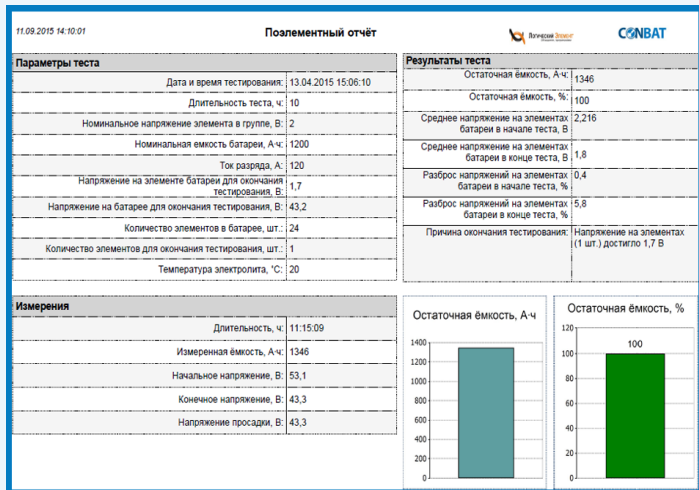 11.09.2015 14:10:01
Поэлементный отчёт
Логический Элемент
CONBAT
Параметры теста
Дата и время тестирования: 13.04.2015 15:06:10
Длительность теста, ч: 10
Номинальное напряжение элемента в группе, В: 2
Номинальная емкость батареи, А·ч: 1200
Ток разряда, А: 120
Напряжение на элементе батареи для окончания
тестирования, В: 1,7
Напряжение на батарее для окончания тестирования, В: 43,2
Количество элементов в батарее, шт.: 24
Количество элементов для окончания тестирования, шт.: 1
Температура электролита, °С: 20
Результаты теста
Остаточная ёмкость, А·ч: 1346
Остаточная ёмкость, %: 100
Среднее напряжение на элементах 2,216
батареи в начале теста, В
Среднее напряжение на элементах
батареи в конце теста, В 1,8
Разброс напряжений на элементах 0,4
батареи в начале теста, %
Разброс напряжений на элементах 5,8
батареи в конце теста, %
Причина окончания тестирования: Напряжение на элементах
(1 шт.) достигло 1,7 В
Измерения
Длительность, ч: 11:15:09
Измеренная ёмкость, А·ч: 1346
Начальное напряжение, В: 53,1
Конечное напряжение, В: 43,3
Напряжение просадки, В: 43,3
Остаточная ёмкость, А·ч
1400
1200
1000
800
600
400
200
0
Остаточная ёмкость, %
120
100
100
80
60
40
20
0